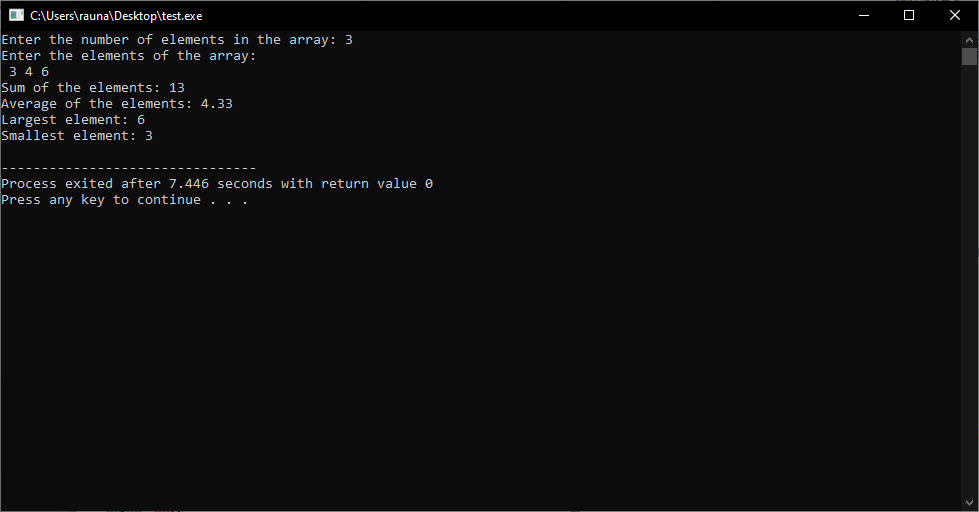 C:\Users\rauna\Desktop\test.exe
Enter the number of elements in the array: 3
Enter the elements of the array:
 3 4 6
Sum of the elements: 13
Average of the elements: 4.33
Largest element: 6
Smallest element: 3
--------------------------------
Process exited after 7.446 seconds with return value 0
Press any key to continue . . .